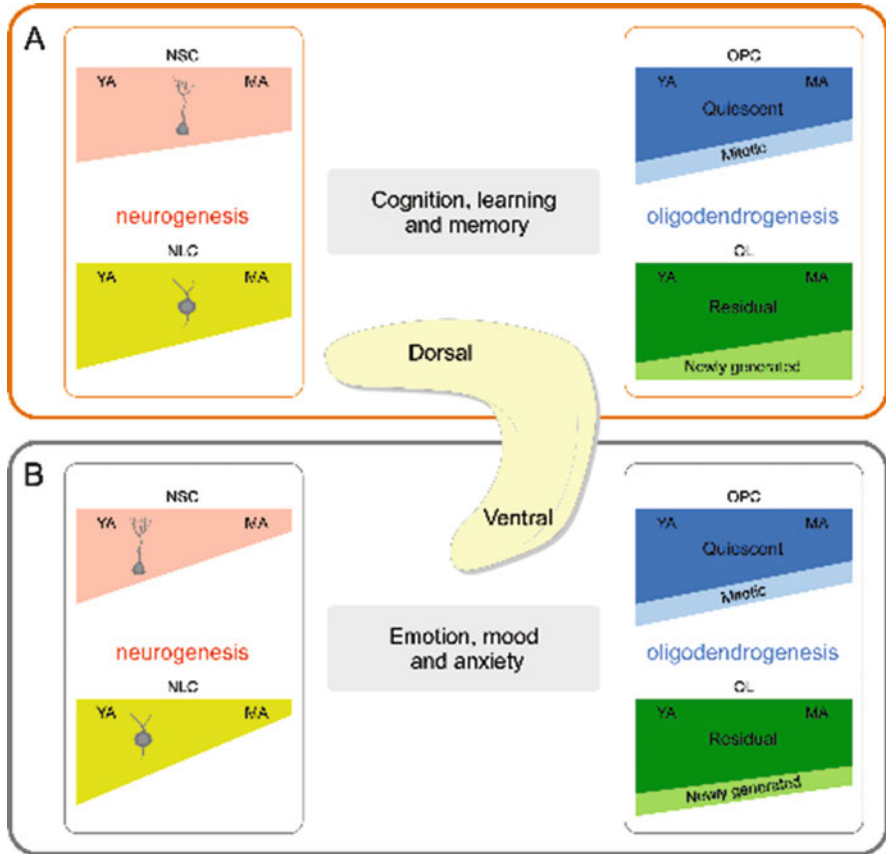 A
NSC
YA MA
neurogenesis
NLC
YA MA
Cognition, learning
and memory
OPC
YA MA
Quiescent
Mitotic
oligodendrogenesis
OL
YA MA
Residual
Newly generated
Dorsal
Ventral
B
NSC
YA MA
neurogenesis
NLC
YA MA
Emotion, mood
and anxiety
OPC
YA MA
Quiescent
Mitotic
oligodendrogenesis
OL
YA MA
Residual
Newly generated